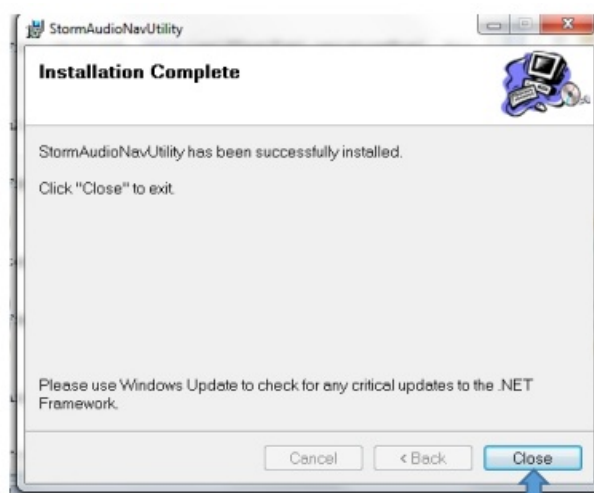 StormAudioNavUtility
Installation Complete
StormAudioNavUtility has been successfully installed.
Click "Close" to exit.
Please use Windows Update to check for any critical updates to the .NET
Framework.
Cancel
< Back
Close